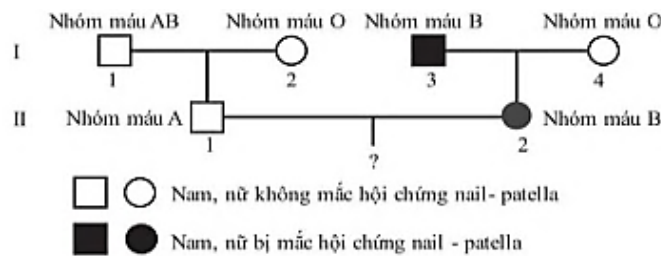 Nhóm máu AB Nhóm máu O Nhóm máu B Nhóm máu O
I
1 2 3 4
II Nhóm máu A Nhóm máu B
1 ? 2
Nam, nữ không mắc hội chứng nail- patella
Nam, nữ bị mắc hội chứng nail - patella